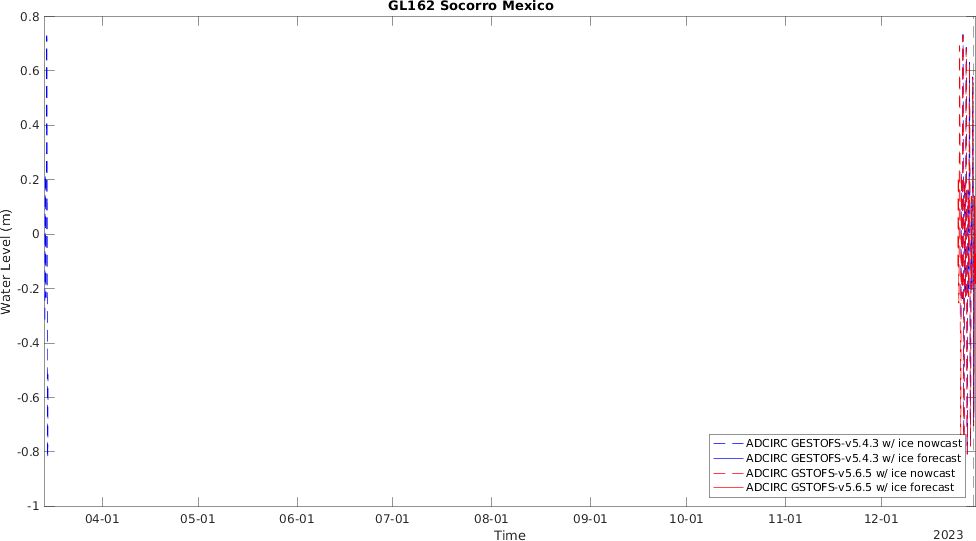 GL162 Socorro Mexico
0.8
0.6
0.4
0.2
0
-0.2
-0.4
-0.6
-0.8
-1
Water Level (m)
ADCIRC GESTOFS-v5.4.3 w/ ice nowcast
ADCIRC GESTOFS-v5.4.3 w/ ice forecast
ADCIRC GSTOFS-v5.6.5 w/ ice nowcast
ADCIRC GSTOFS-v5.6.5 w/ ice forecast
04-01 05-01 06-01 07-01 08-01 09-01 10-01 11-01 12-01
Time
2023